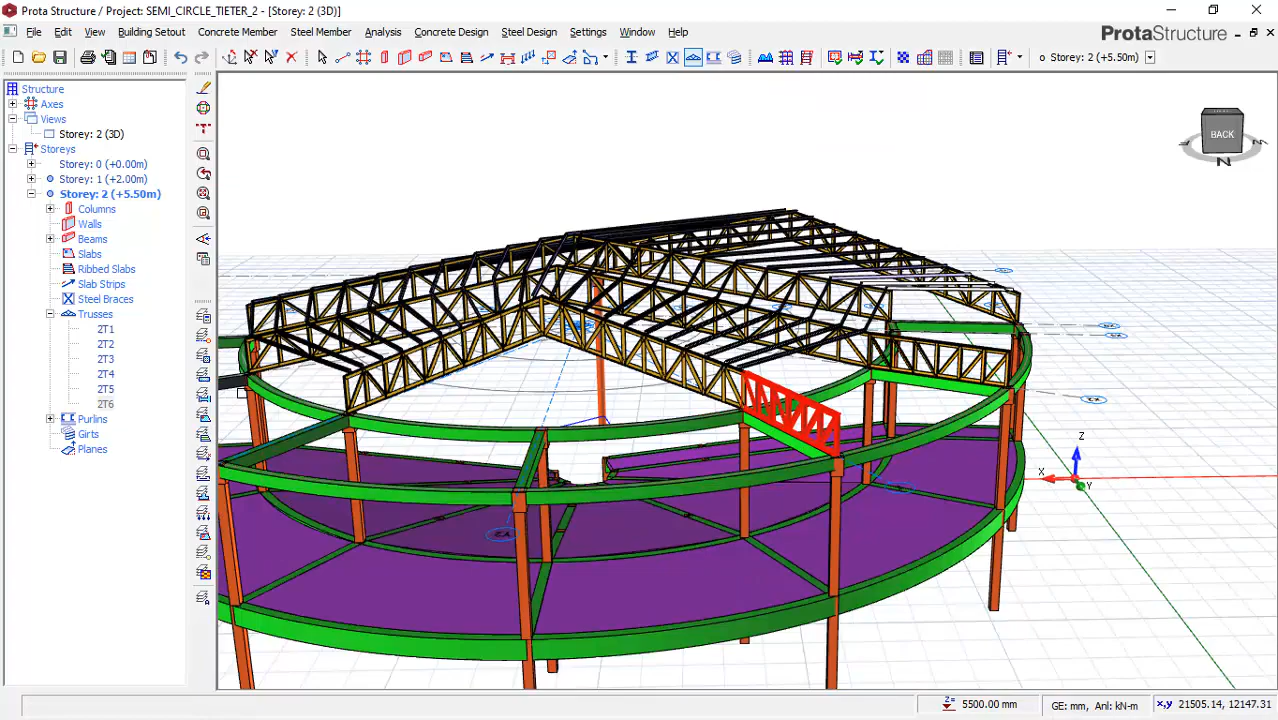 Prota Structure / Project: SEMI_CIRCLE_TIETER_2 - [Storey: 2 (3D)]
File Edit View Building Setout Concrete Member Steel Member Analysis Concrete Design Steel Design Settings Window Help
ProtaStructure
Storey: 2 (+5.50m)
Structure
Axes
Views
Storey: 2 (3D)
Storeys
Storey: 0 (+0.00m)
Storey: 1 (+2.00m)
Storey: 2 (+5.50m)
Columns
Walls
Beams
Slabs
Ribbed Slabs
Slab Strips
Steel Braces
Trusses
2T1
2T2
2T3
2T4
2T5
2T6
Purlins
Girts
Planes
BACK
N
Z
X
Y
Z= 5500.00 mm
GE: mm, Anl: kN-m
x,y 21505.14, 12147.31